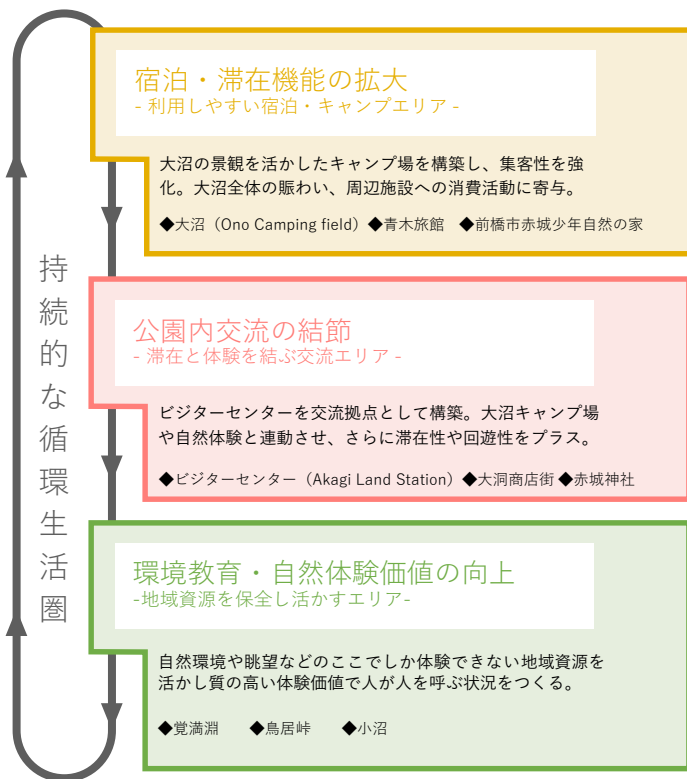 持続的な循環生活圏
宿泊・滞在機能の拡大
- 利用しやすい宿泊・キャンプエリア -
大沼の景観を活かしたキャンプ場を構築し、集客性を強
化。大沼全体の賑わい、周辺施設への消費活動に寄与。
◆大沼（Ono Camping field）◆青木旅館 ◆前橋市赤城少年自然の家
公園内交流の結節
- 滞在と体験を結ぶ交流エリア -
ビジターセンターを交流拠点として構築。大沼キャンプ場
や自然体験と連動させ、さらに滞在性や回遊性をプラス。
◆ビジターセンター（Akagi Land Station）◆大洞商店街 ◆赤城神社
環境教育・自然体験価値の向上
-地域資源を保全し活かすエリア-
自然環境や眺望などのここでしか体験できない地域資源を
活かし質の高い体験価値で人が人を呼ぶ状況をつくる。
◆覚満淵 ◆鳥居峠 ◆小沼